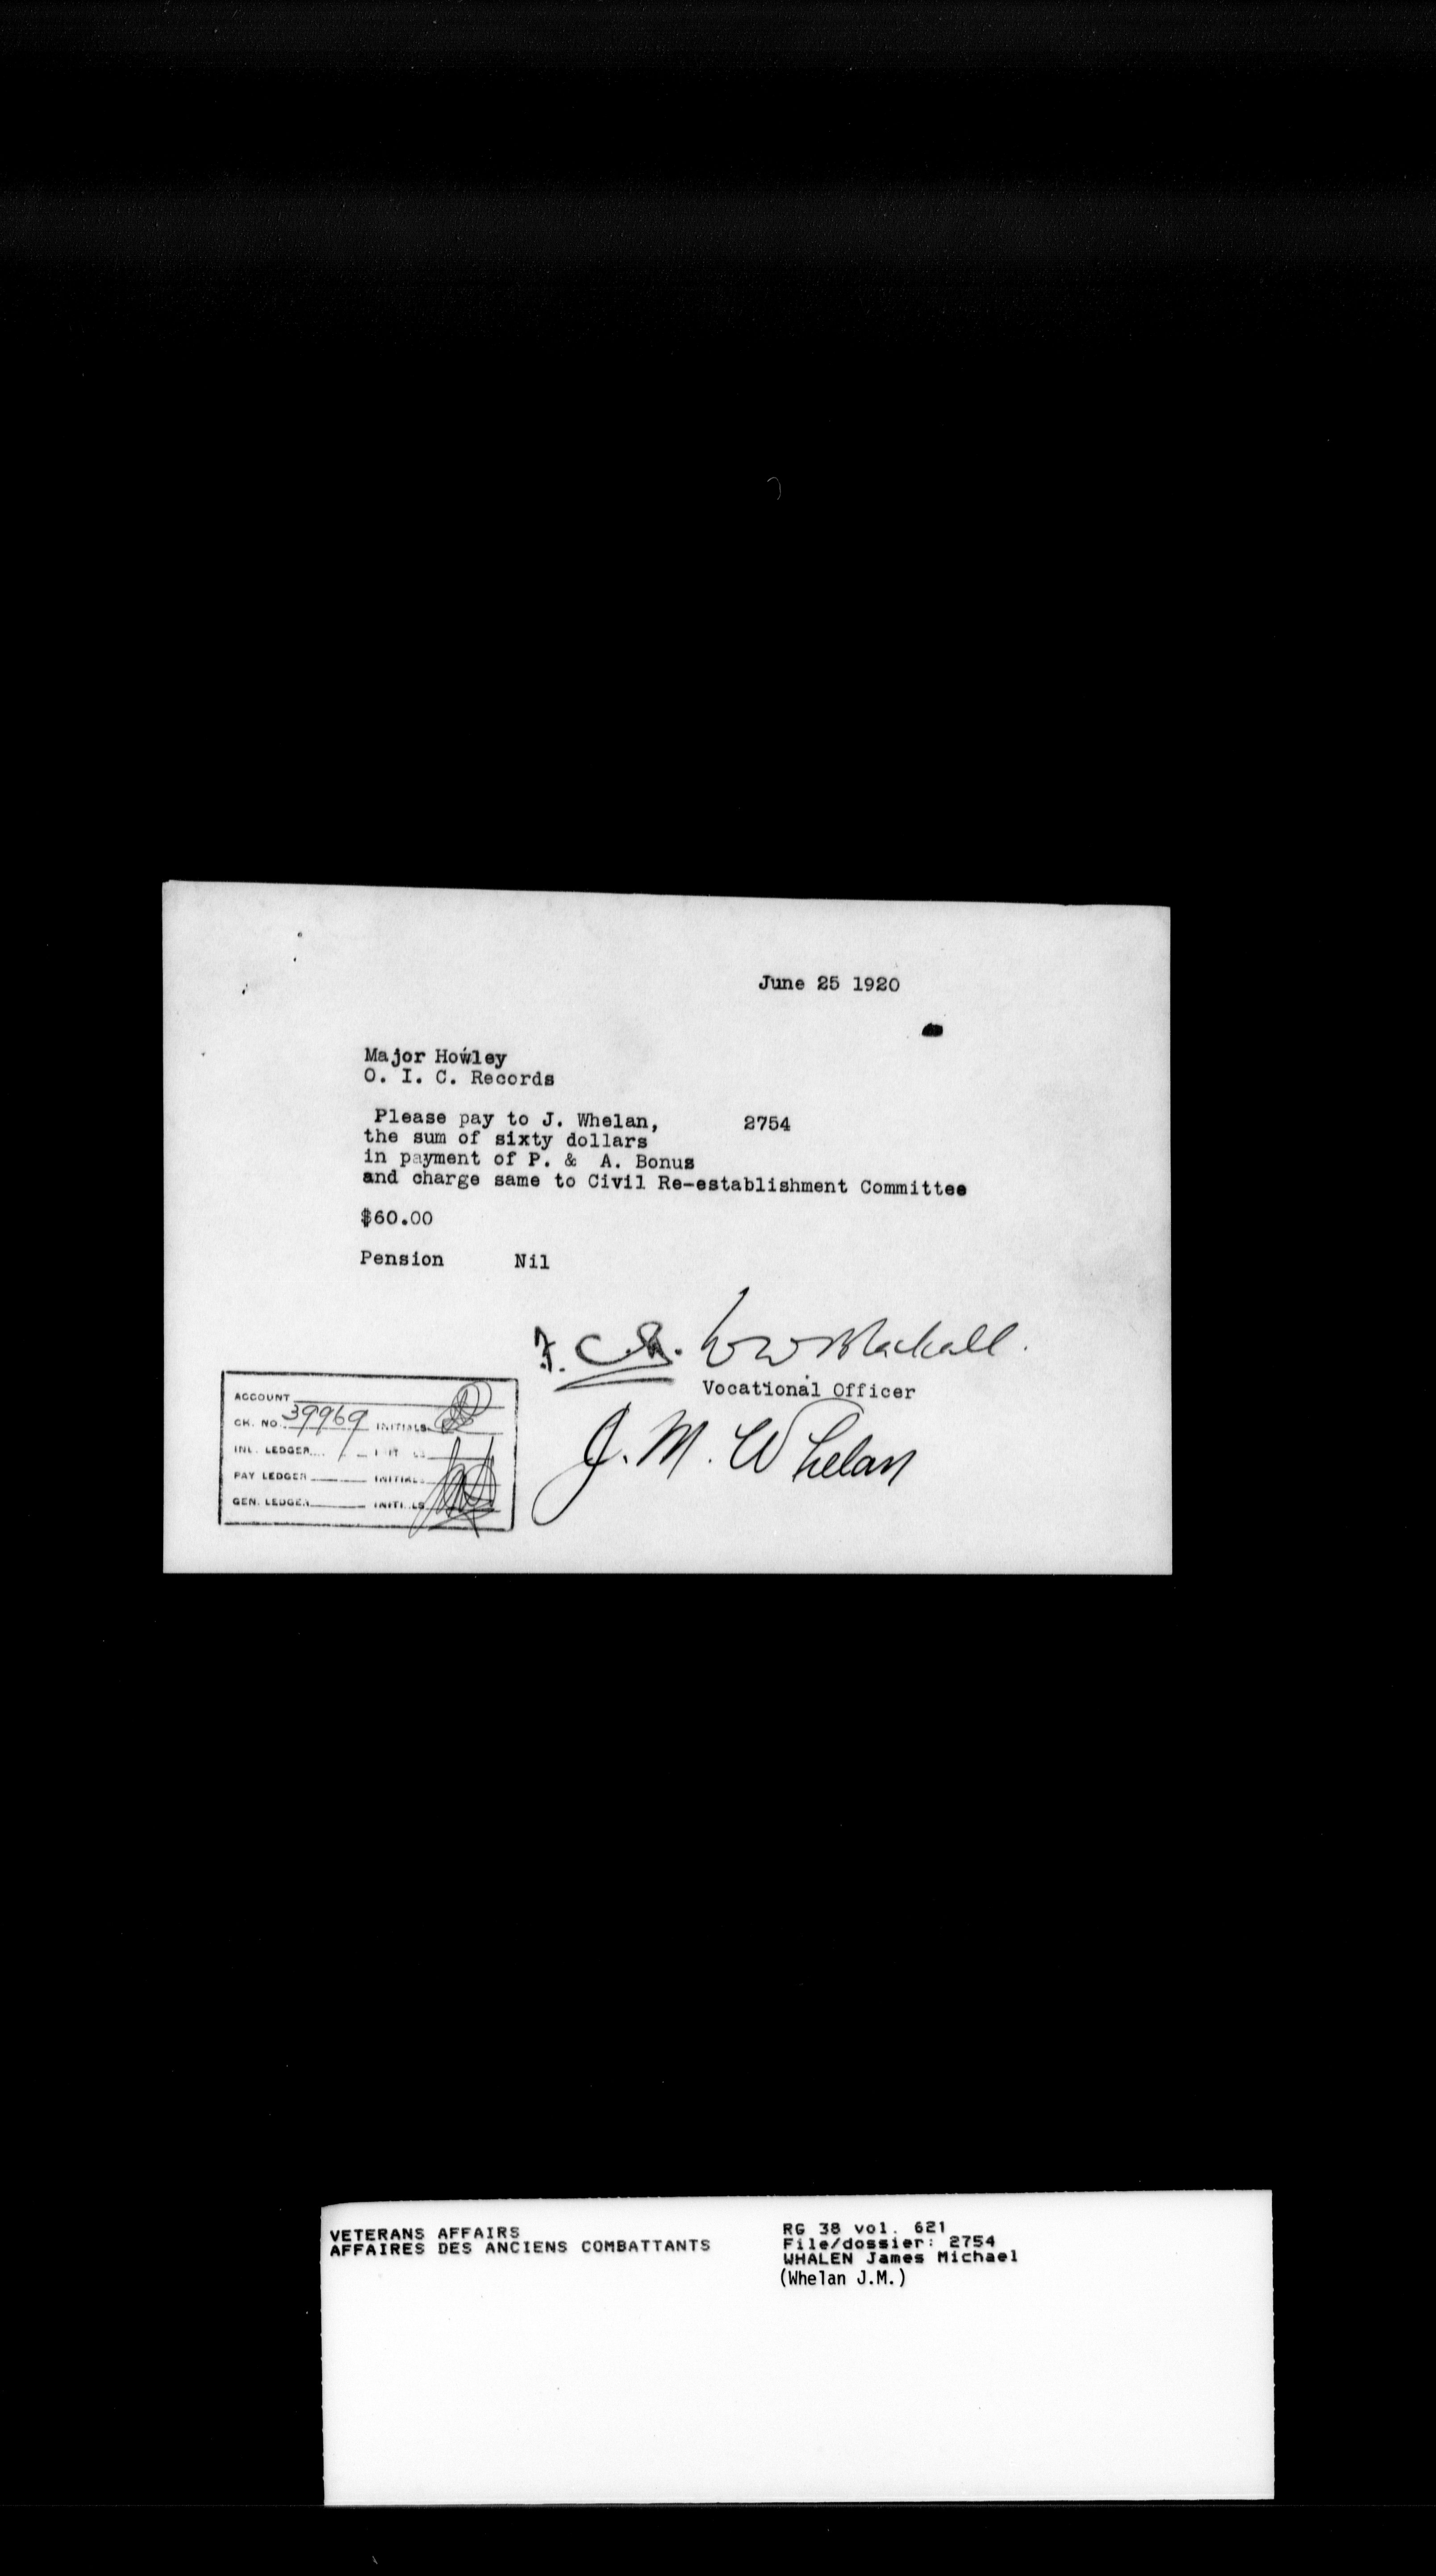 June 25 1920
Major Howley
O. I. C. Records
Please pay to J. Whelan, 2754
the sum of sixty dollars
in payment of P. & A. Bonus
and charge same to Civil Re-establishment Committee
$60.00
Pension Nil
Vocational Officer
J. M. Whelan
ACCOUNT
CK. NO. 39969 INITIALS
INL. LEDGER
PAY LEDGER INITIALS
GEN. LEDGER INITIALS
VETERANS AFFAIRS
AFFAIRES DES ANCIENS COMBATTANTS
RG 38 vol. 621
File/dossier: 2754
WHALEN James Michael
(Whelan J.M.)